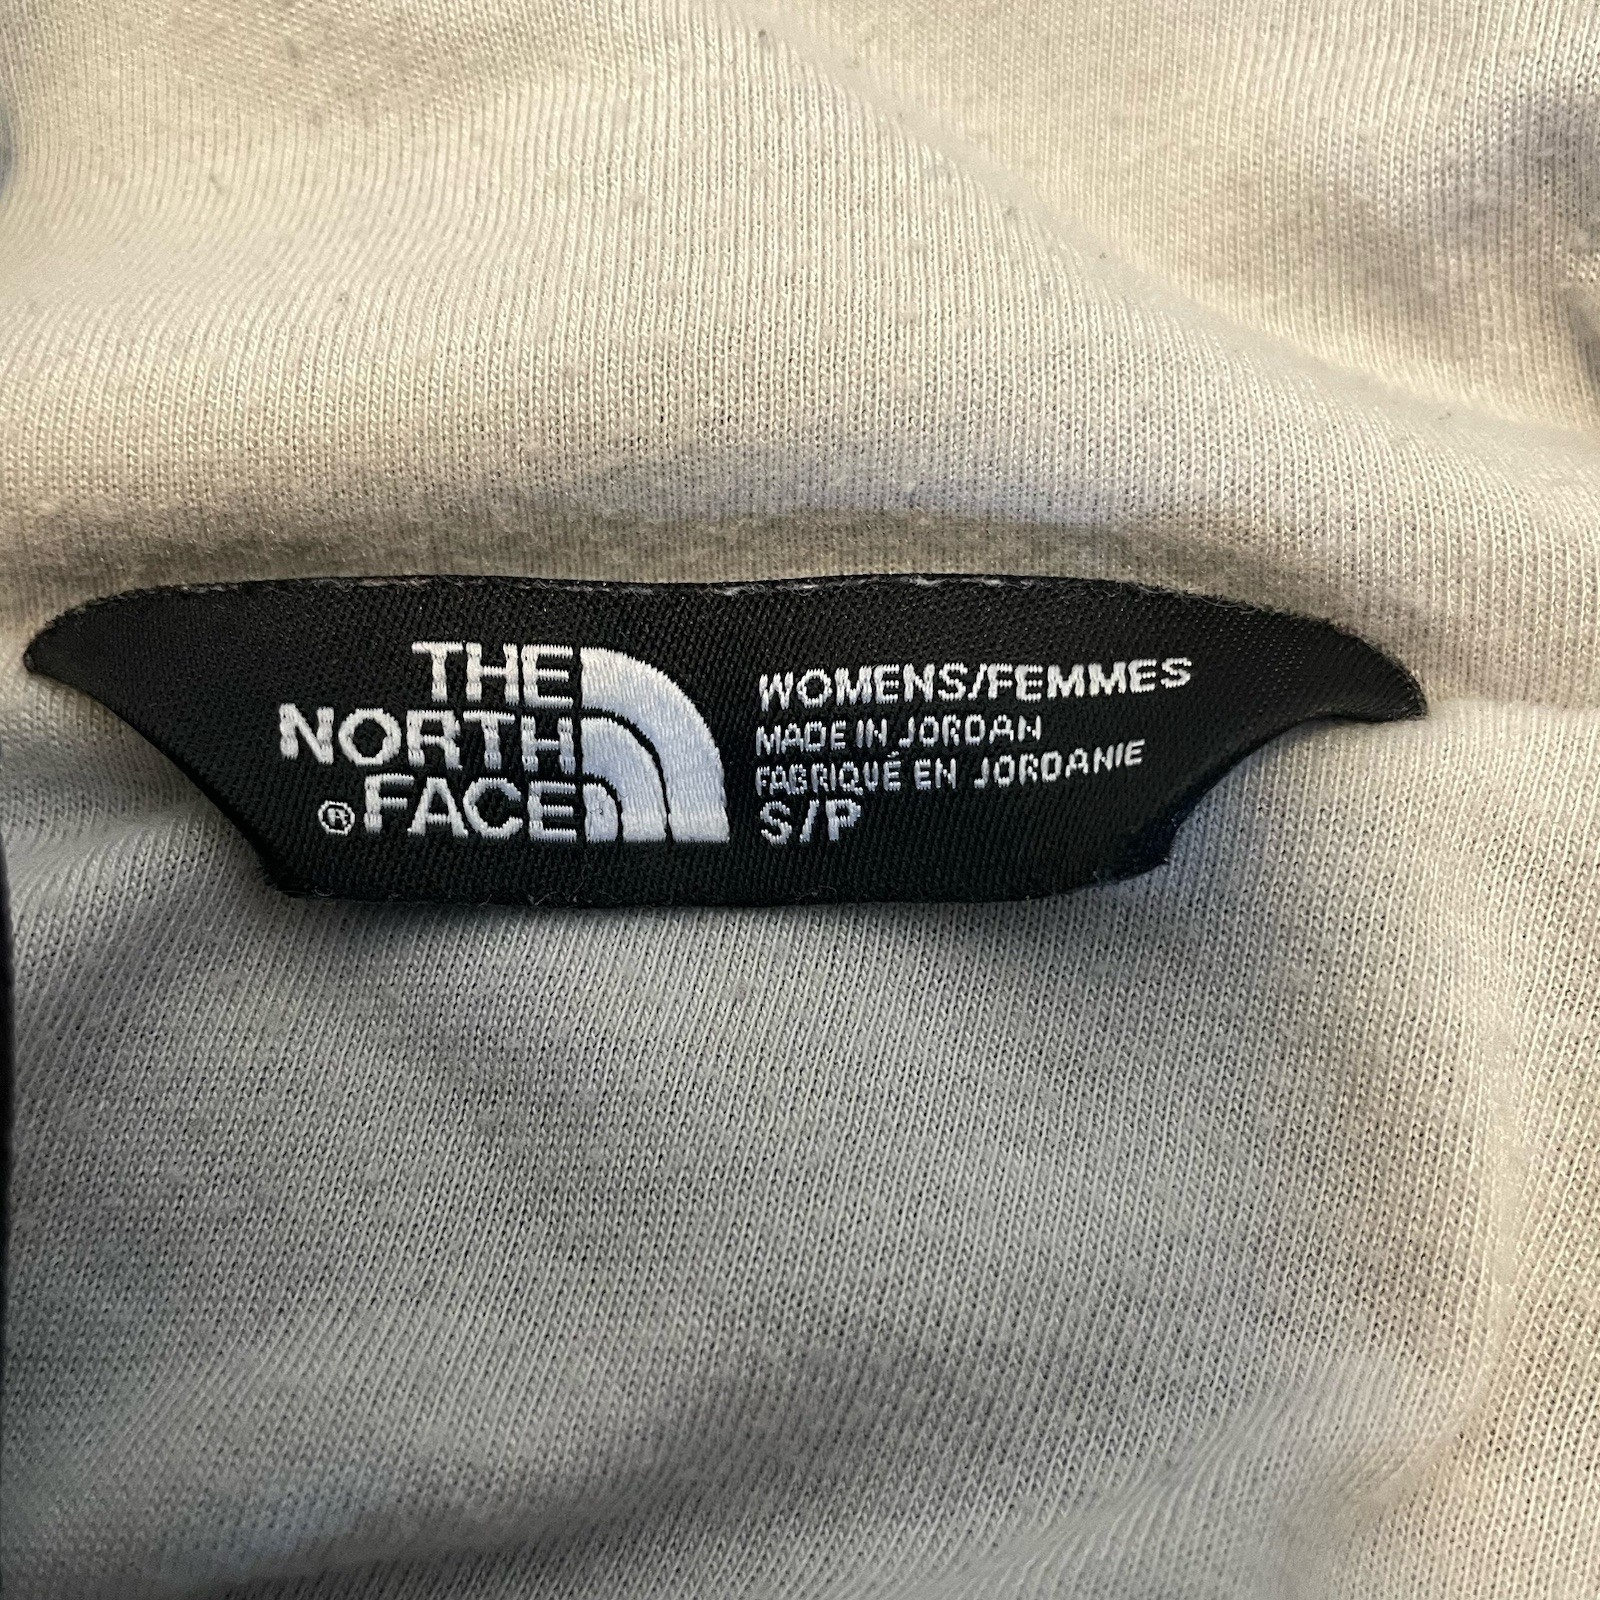 THE
NORTH
® FACE
WOMENS/FEMMES
MADE IN JORDAN
FABRIQUÉ EN JORDANIE
S/P